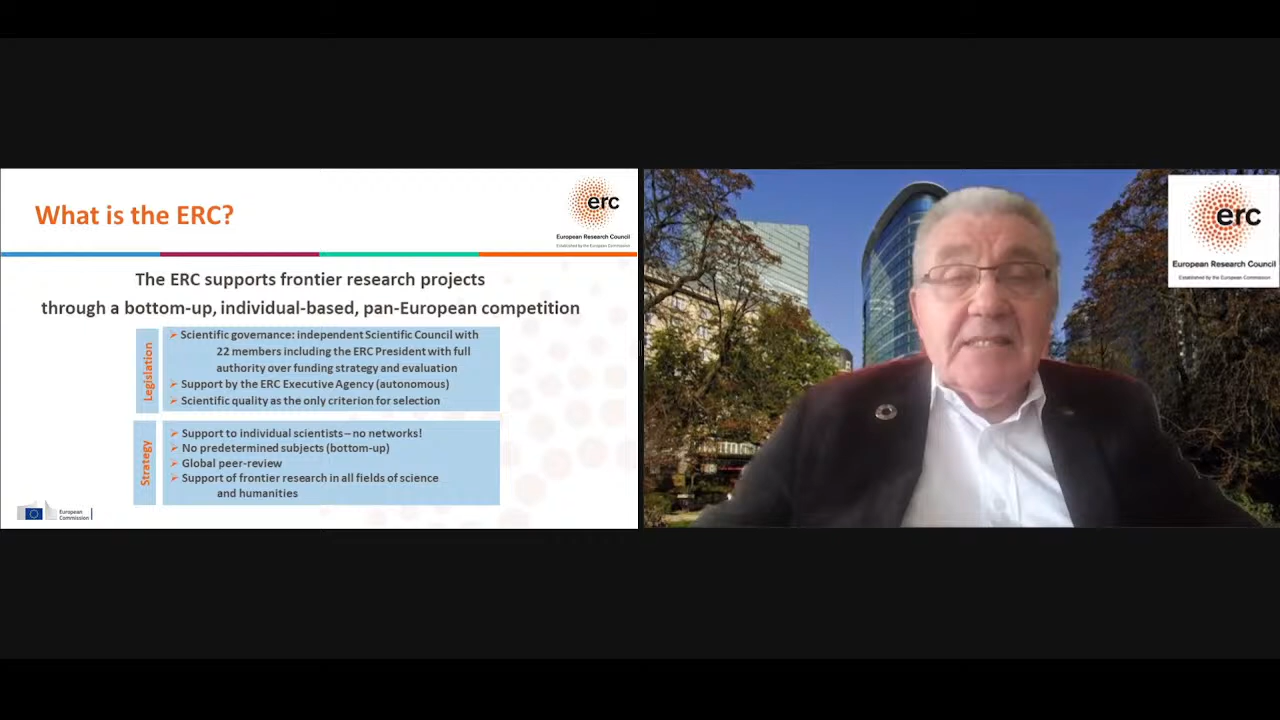 What is the ERC?
erc
European Research Council
Established by the European Commission
The ERC supports frontier research projects
through a bottom-up, individual-based, pan-European competition
Legislation
➢ Scientific governance: independent Scientific Council with
22 members including the ERC President with full
authority over funding strategy and evaluation
➢ Support by the ERC Executive Agency (autonomous)
➢ Scientific quality as the only criterion for selection
Strategy
➢ Support to individual scientists – no networks!
➢ No predetermined subjects (bottom-up)
➢ Global peer-review
➢ Support of frontier research in all fields of science
and humanities
European
Commission
erc
European Research Council
Established by the European Commission